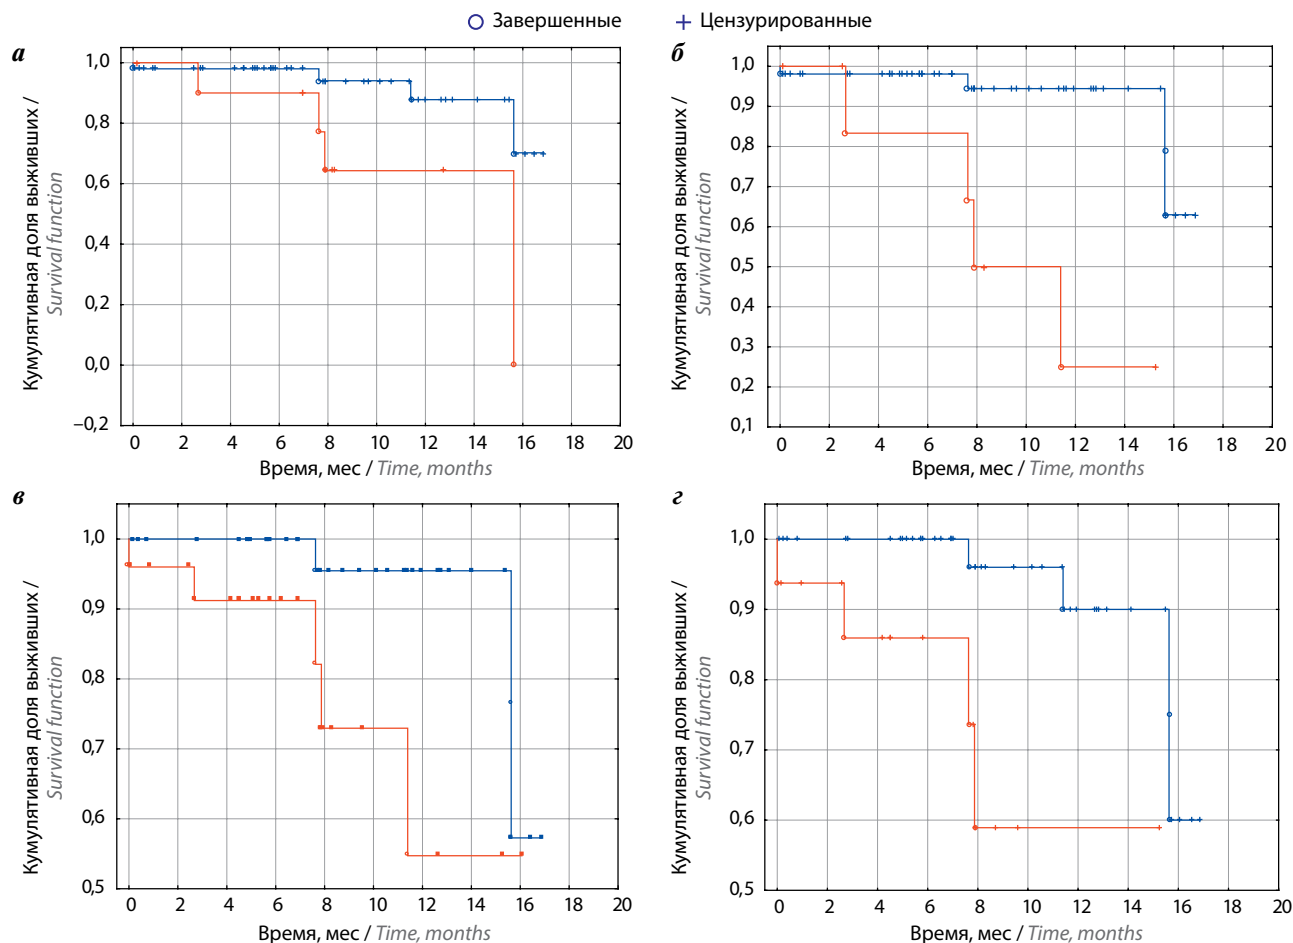 Завершенные
Цензурированные
а
Кумулятивная доля выживших /
Survival function
1,0
0,8
0,6
0,4
0,2
0,0
–0,2
0 2 4 6 8 10 12 14 16 18 20
Время, мес / Time, months
б
Кумулятивная доля выживших /
Survival function
1,0
0,9
0,8
0,7
0,6
0,5
0,4
0,3
0,2
0,1
0 2 4 6 8 10 12 14 16 18 20
Время, мес / Time, months
в
Кумулятивная доля выживших /
Survival function
1,0
0,9
0,8
0,7
0,6
0,5
0 2 4 6 8 10 12 14 16 18 20
Время, мес / Time, months
г
Кумулятивная доля выживших /
Survival function
1,0
0,9
0,8
0,7
0,6
0,5
0 2 4 6 8 10 12 14 16 18 20
Время, мес / Time, months